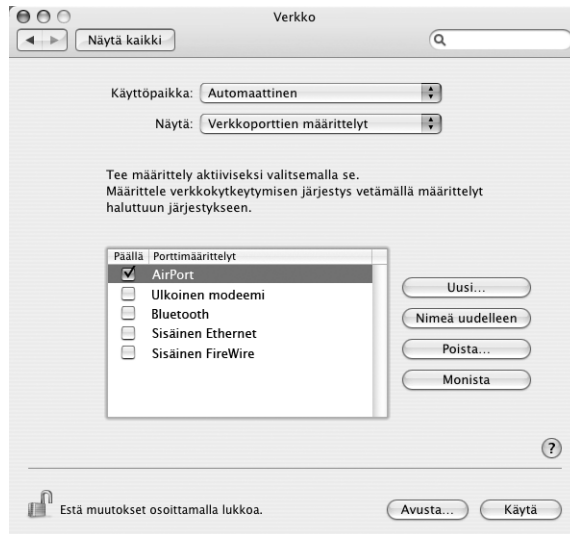 Verkko
Näytä kaikki
Käyttöpaikka: Automaattinen
Näytä: Verkkoporttien määrittelyt
Tee määrittely aktiiviseksi valitsemalla se.
Määrittele verkkokytkeytymisen järjestys vetämällä määrittelyt
haluttuun järjestykseen.
Päällä Porttimäärittelyt
AirPort
Ulkoinen modeemi
Bluetooth
Sisäinen Ethernet
Sisäinen FireWire
Uusi...
Nimeä uudelleen
Poista...
Monista
?
Estä muutokset osoittamalla lukkoa.
Avusta... Käytä